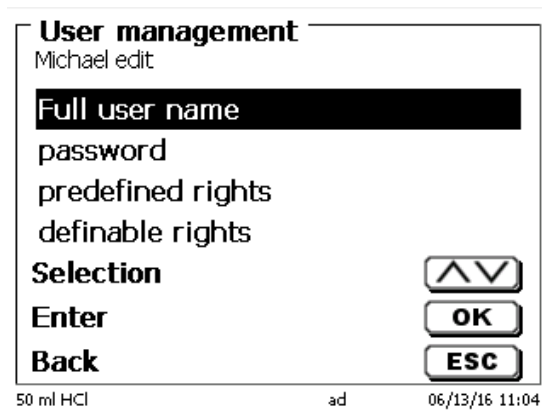 User management
Michael edit
Full user name
password
predefined rights
definable rights
Selection
Enter OK
Back ESC
50 ml HCl ad 06/13/16 11:04